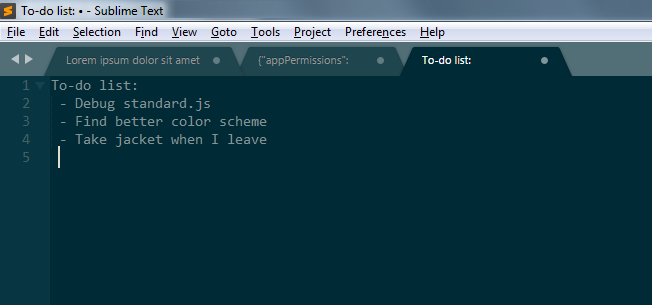 To-do list: • - Sublime Text
File Edit Selection Find View Goto Tools Project Preferences Help
Lorem ipsum dolor sit amet {"appPermissions": To-do list:
1 To-do list:
2 - Debug standard.js
3 - Find better color scheme
4 - Take jacket when I leave
5